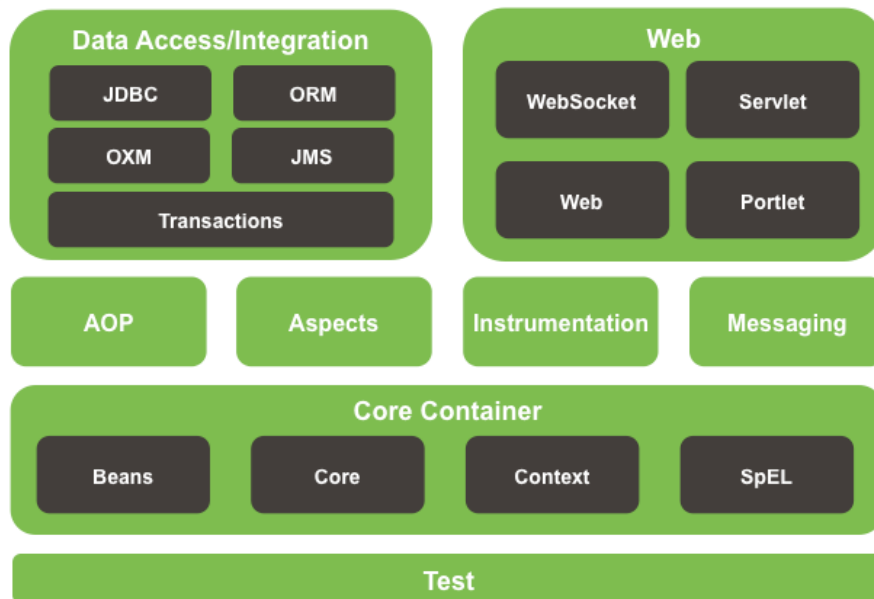 Data Access/Integration
JDBC
ORM
OXM
JMS
Transactions
Web
WebSocket
Servlet
Web
Portlet
AOP
Aspects
Instrumentation
Messaging
Core Container
Beans
Core
Context
SpEL
Test